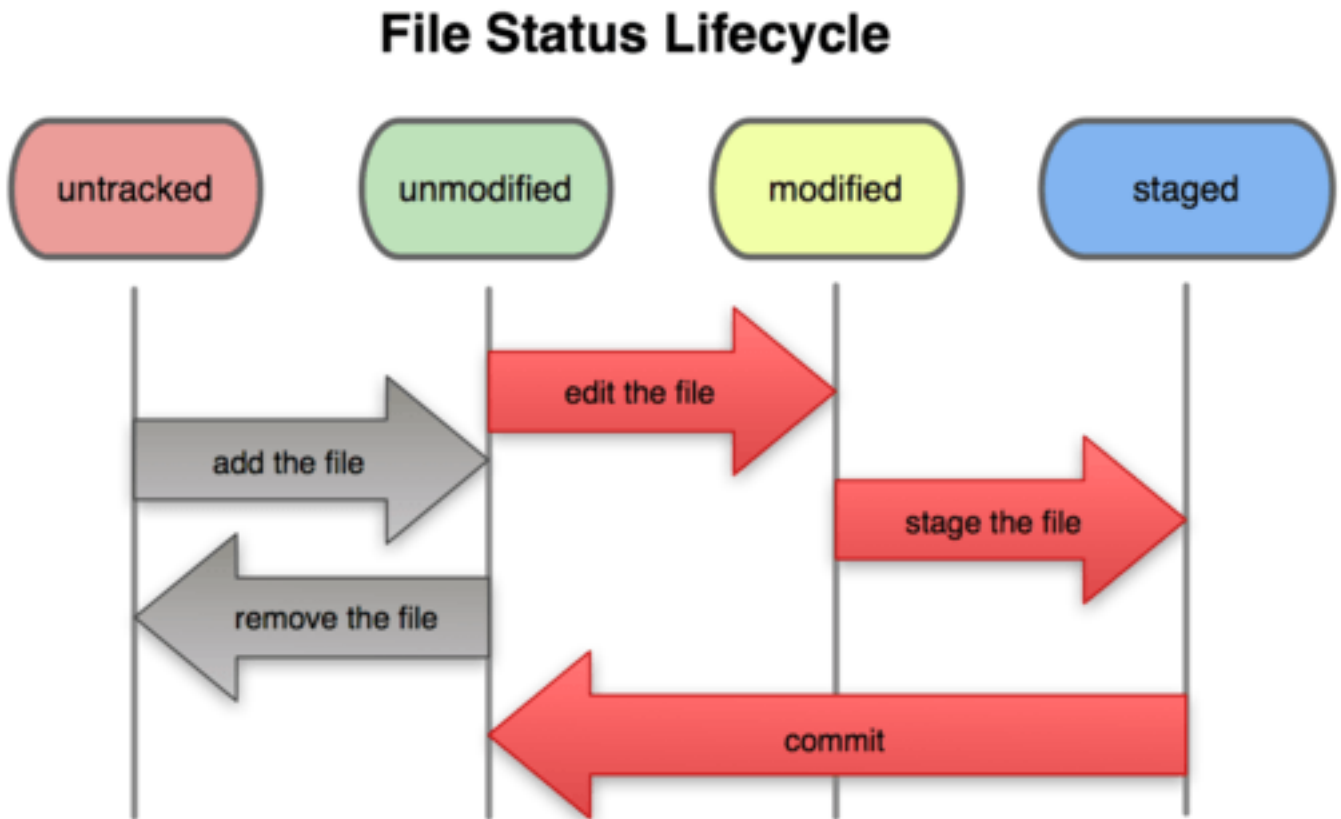 File Status Lifecycle
untracked
unmodified
modified
staged
edit the file
add the file
stage the file
remove the file
commit